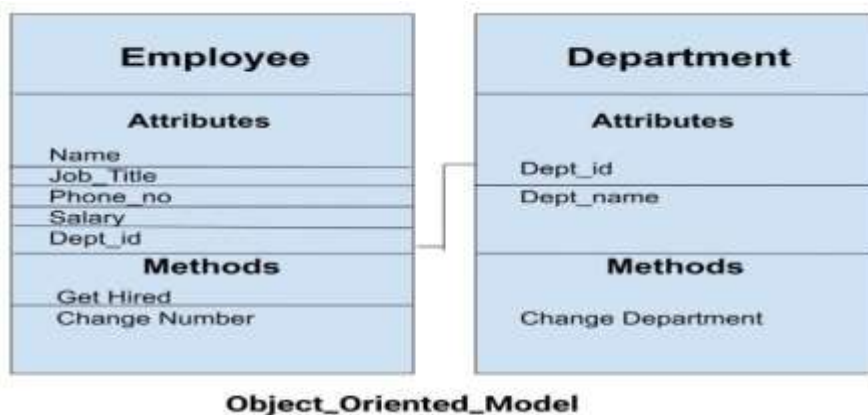 Employee
Attributes
Name
Job_Title
Phone_no
Salary
Dept_id
Methods
Get Hired
Change Number
Department
Attributes
Dept_id
Dept_name
Methods
Change Department
Object_Oriented_Model